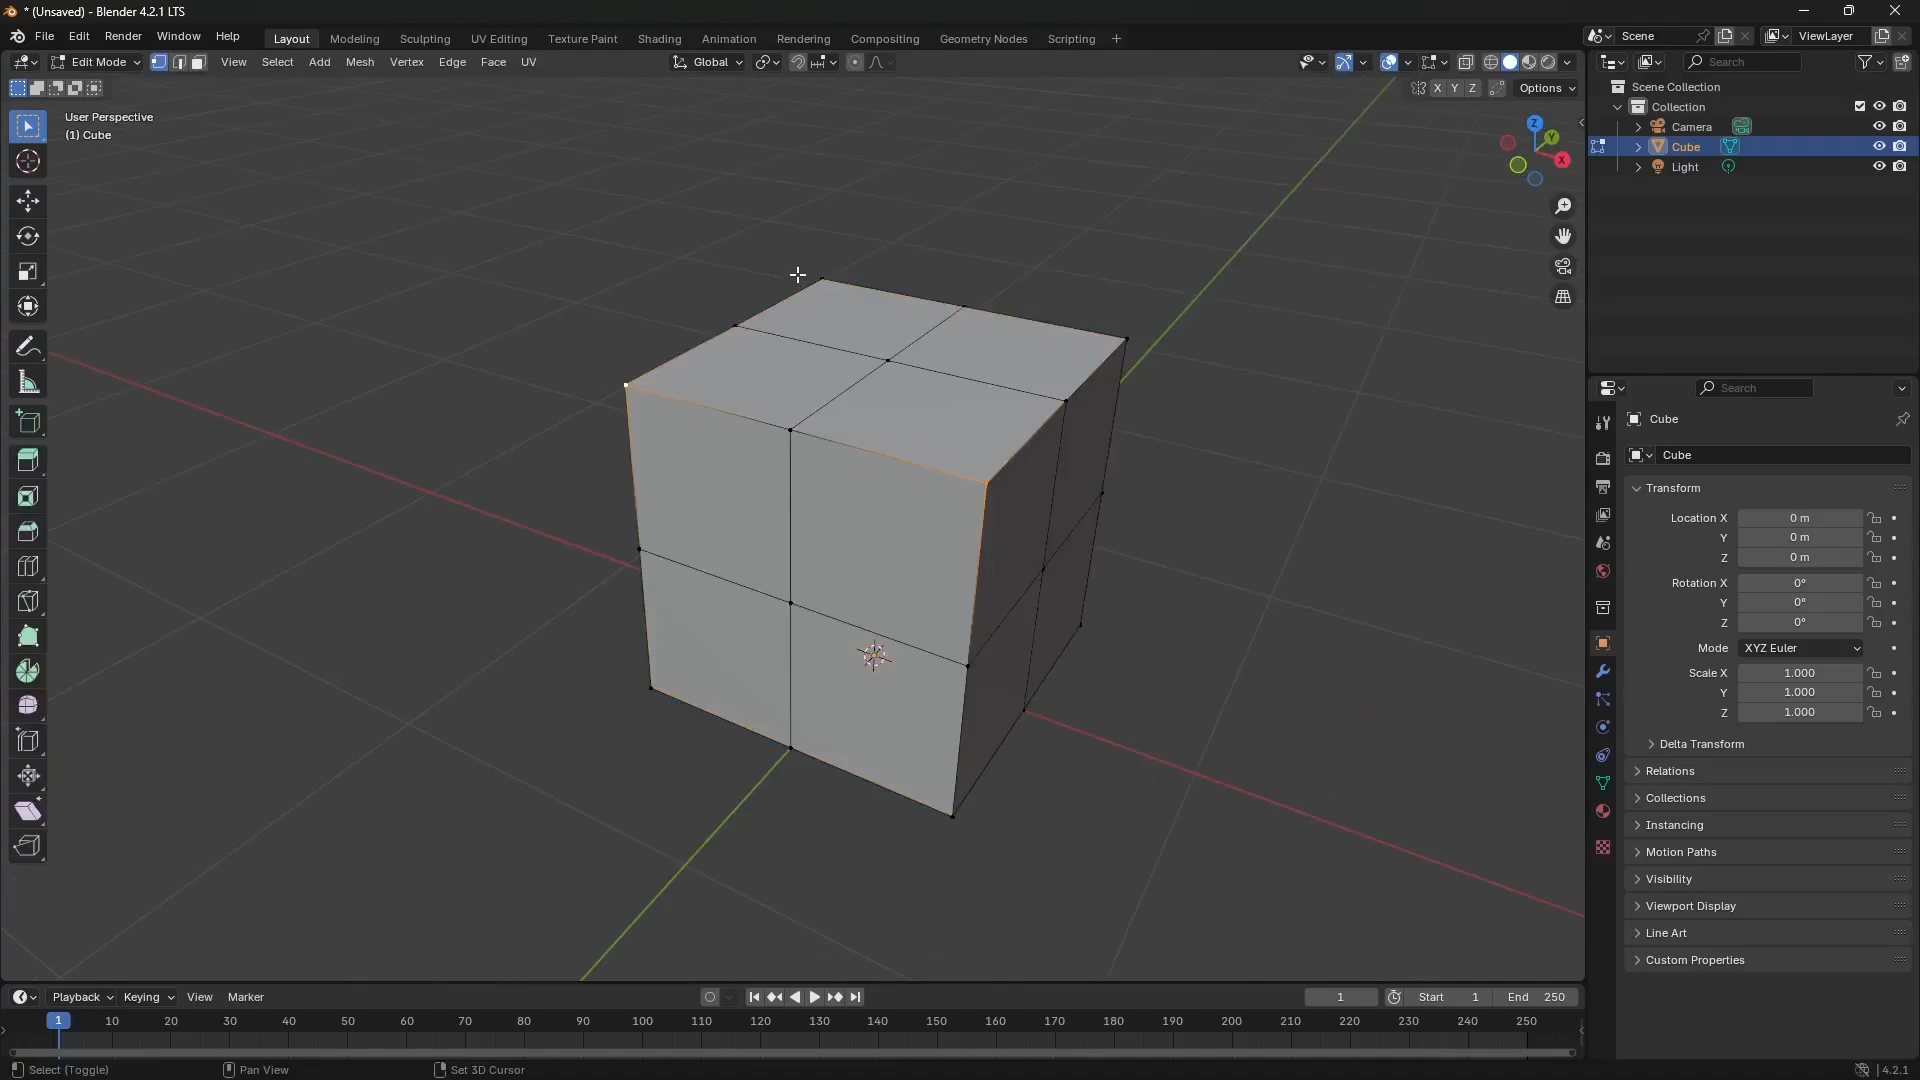 * (Unsaved) - Blender 4.2.1 LTS
File Edit Render Window Help Layout Modeling Sculpting UV Editing Texture Paint Shading Animation Rendering Compositing Geometry Nodes Scripting + Scene ViewLayer
Edit Mode View Select Add Mesh Vertex Edge Face UV Global Search
X Y Z Options
User Perspective
(1) Cube
Z
Y
X
Scene Collection
Collection
Camera
Cube
Light
Search
Cube
Cube
Transform
Location X 0 m
Y 0 m
Z 0 m
Rotation X 0°
Y 0°
Z 0°
Mode XYZ Euler
Scale X 1.000
Y 1.000
Z 1.000
Delta Transform
Relations
Collections
Instancing
Motion Paths
Visibility
Viewport Display
Line Art
Custom Properties
Playback Keying View Marker 1 Start 1 End 250
1 10 20 30 40 50 60 70 80 90 100 110 120 130 140 150 160 170 180 190 200 210 220 230 240 250
Select (Toggle) Pan View Set 3D Cursor 4.2.1